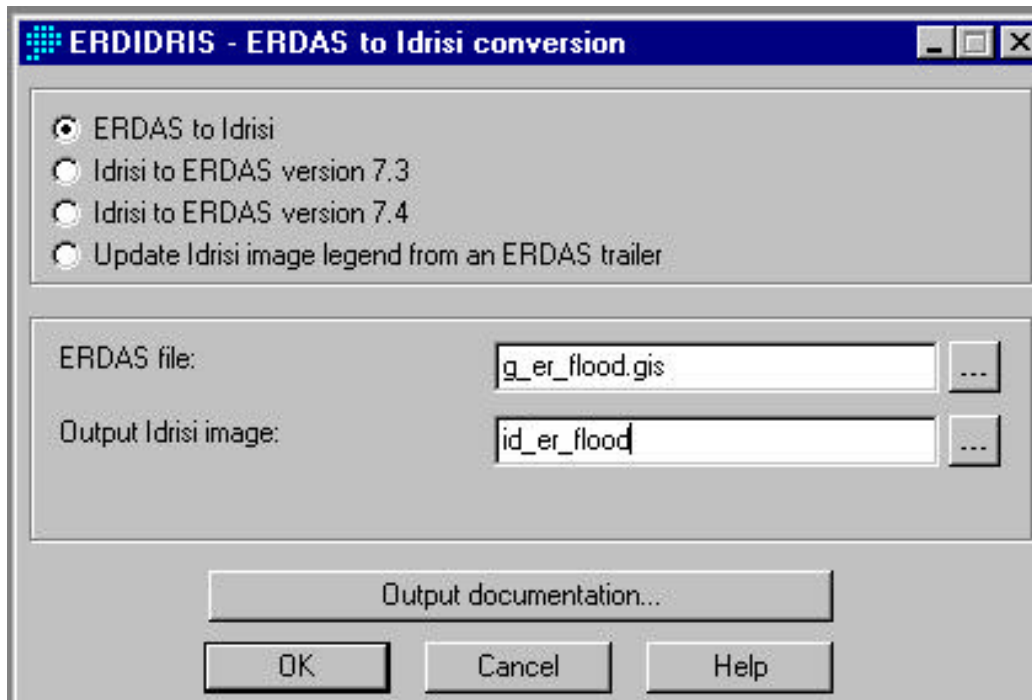 ERDIDRIS - ERDAS to Idrisi conversion
ERDAS to Idrisi
Idrisi to ERDAS version 7.3
Idrisi to ERDAS version 7.4
Update Idrisi image legend from an ERDAS trailer
ERDAS file:
g_er_flood.gis
...
Output Idrisi image:
id_er_flood
...
Output documentation...
OK
Cancel
Help